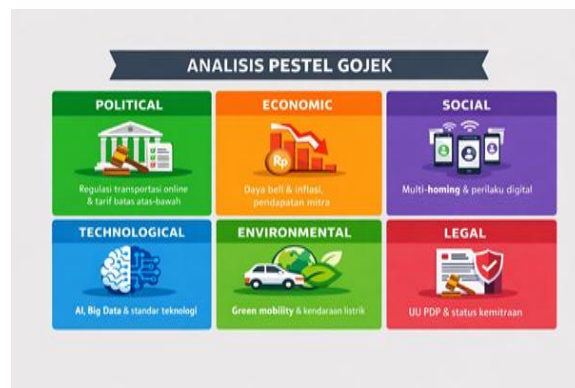 ANALISIS PESTEL GOJEK
POLITICAL
Regulasi transportasi online
& tarif batas atas-bawah
ECONOMIC
Rp
Daya beli & inflasi,
pendapatan mitra
SOCIAL
Multi-homing & perilaku digital
TECHNOLOGICAL
AI, Big Data & standar teknologi
ENVIRONMENTAL
Green mobility & kendaraan listrik
LEGAL
UU PDP & status kemitraan